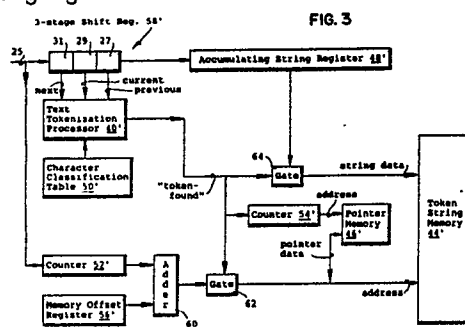 3-stage Shift Reg. 58'
FIG. 3
25
31 29 27
Accumulating String Register 48'
next
current
previous
Text
Tokenization
Processor 40'
Character
Classification
Table 50'
"token-
found"
64
Gate
string data
address
Counter 54'
Pointer
Memory 46'
Token
String
Memory
44'
pointer
data
Counter 52'
Adder
Gate
address
Memory Offset
Register 56'
60
62